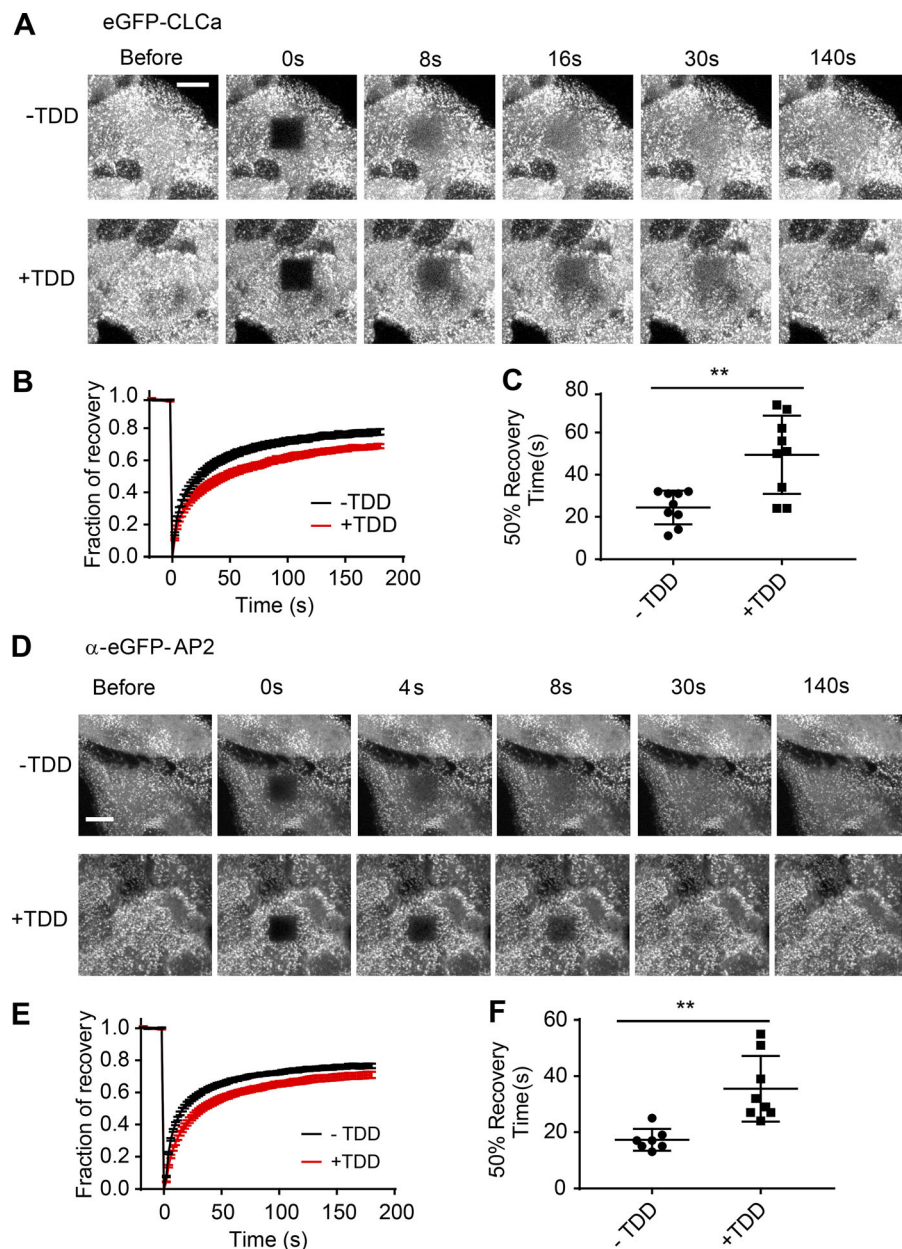 A eGFP-CLCa
Before 0s 8s 16s 30s 140s
-TDD
+TDD
B
Fraction of recovery
1.0
0.8
0.6
0.4
0.2
0.0
-TDD
+TDD
0 50 100 150 200
Time (s)
C
**
50% Recovery
Time(s)
80
60
40
20
0
- TDD
+TDD
D α-eGFP-AP2
Before 0s 4s 8s 30s 140s
-TDD
+TDD
E
Fraction of recovery
1.0
0.8
0.6
0.4
0.2
0.0
- TDD
+TDD
0 50 100 150 200
Time (s)
F
**
50% Recovery
Time(s)
60
40
20
0
- TDD
+TDD